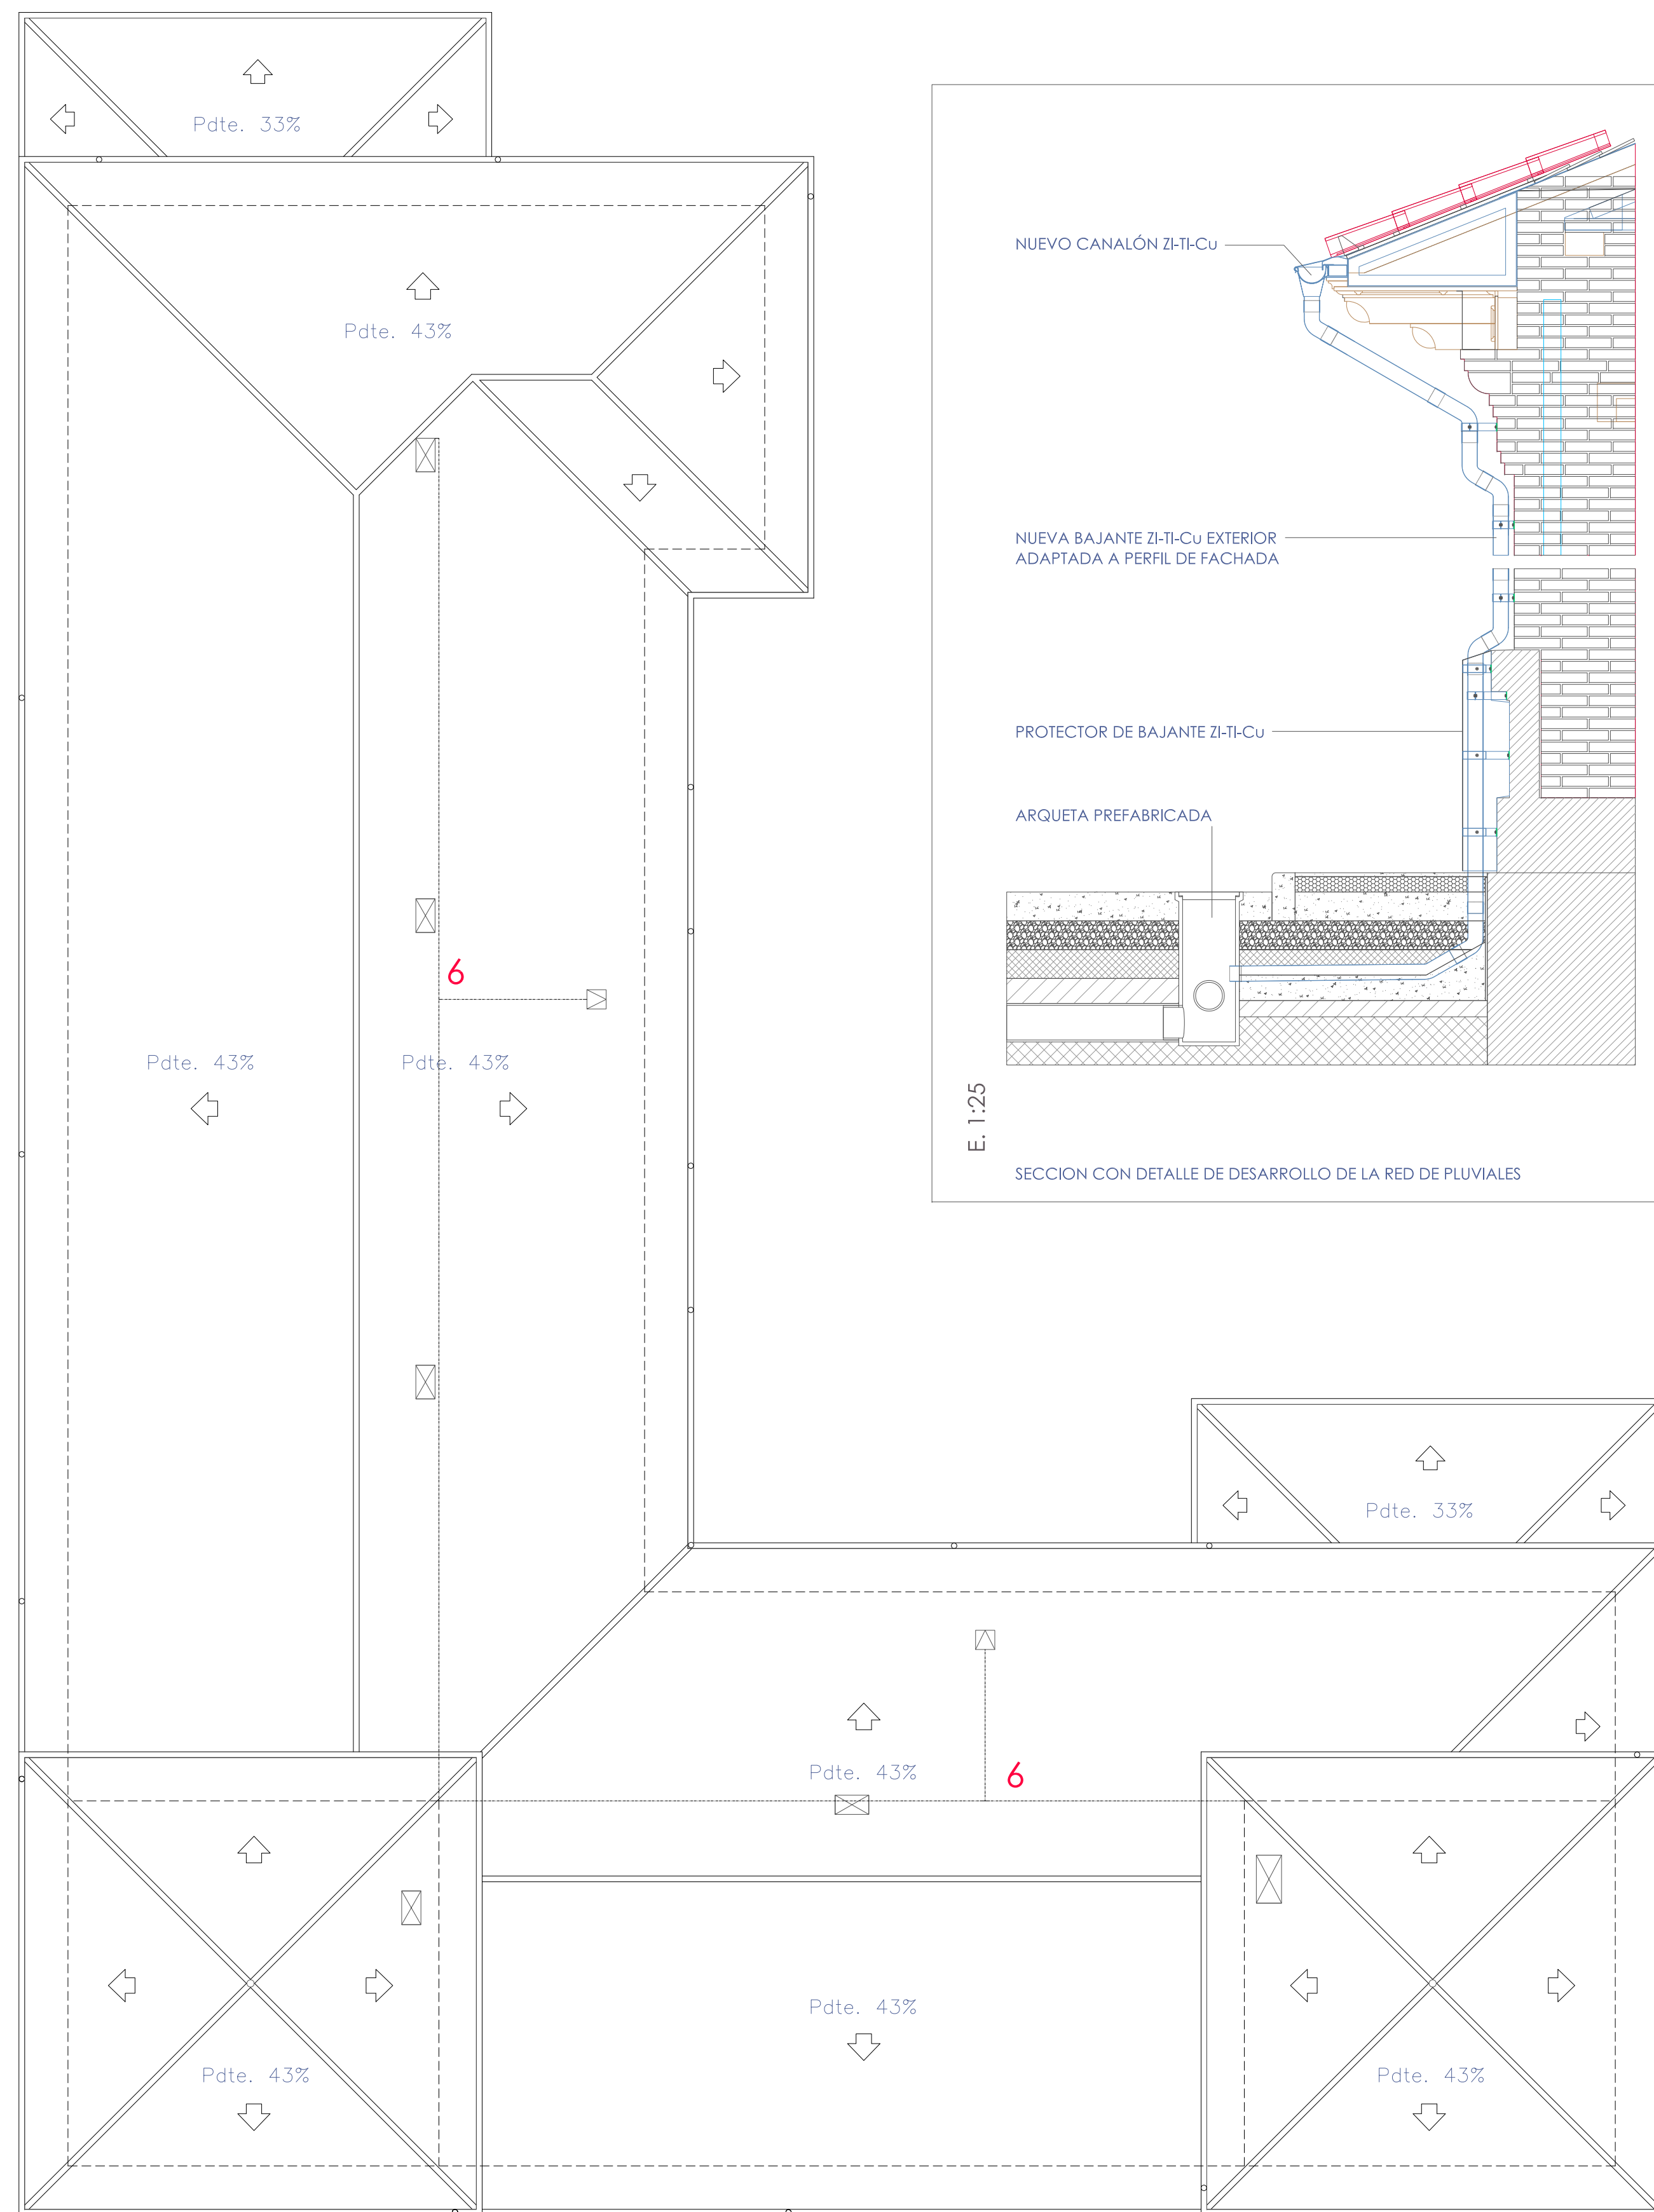 Pdte. 33%
Pdte. 43%
NUEVO CANALÓN ZI-TI-Cu
NUEVA BAJANTE ZI-TI-Cu EXTERIOR
ADAPTADA A PERFIL DE FACHADA
PROTECTOR DE BAJANTE ZI-TI-Cu
ARQUETA PREFABRICADA
E. 1:25
SECCION CON DETALLE DE DESARROLLO DE LA RED DE PLUVIALES
6
Pdte. 43%
Pdte. 43%
Pdte. 33%
Pdte. 43%
6
Pdte. 43%
Pdte. 43%
Pdte. 43%